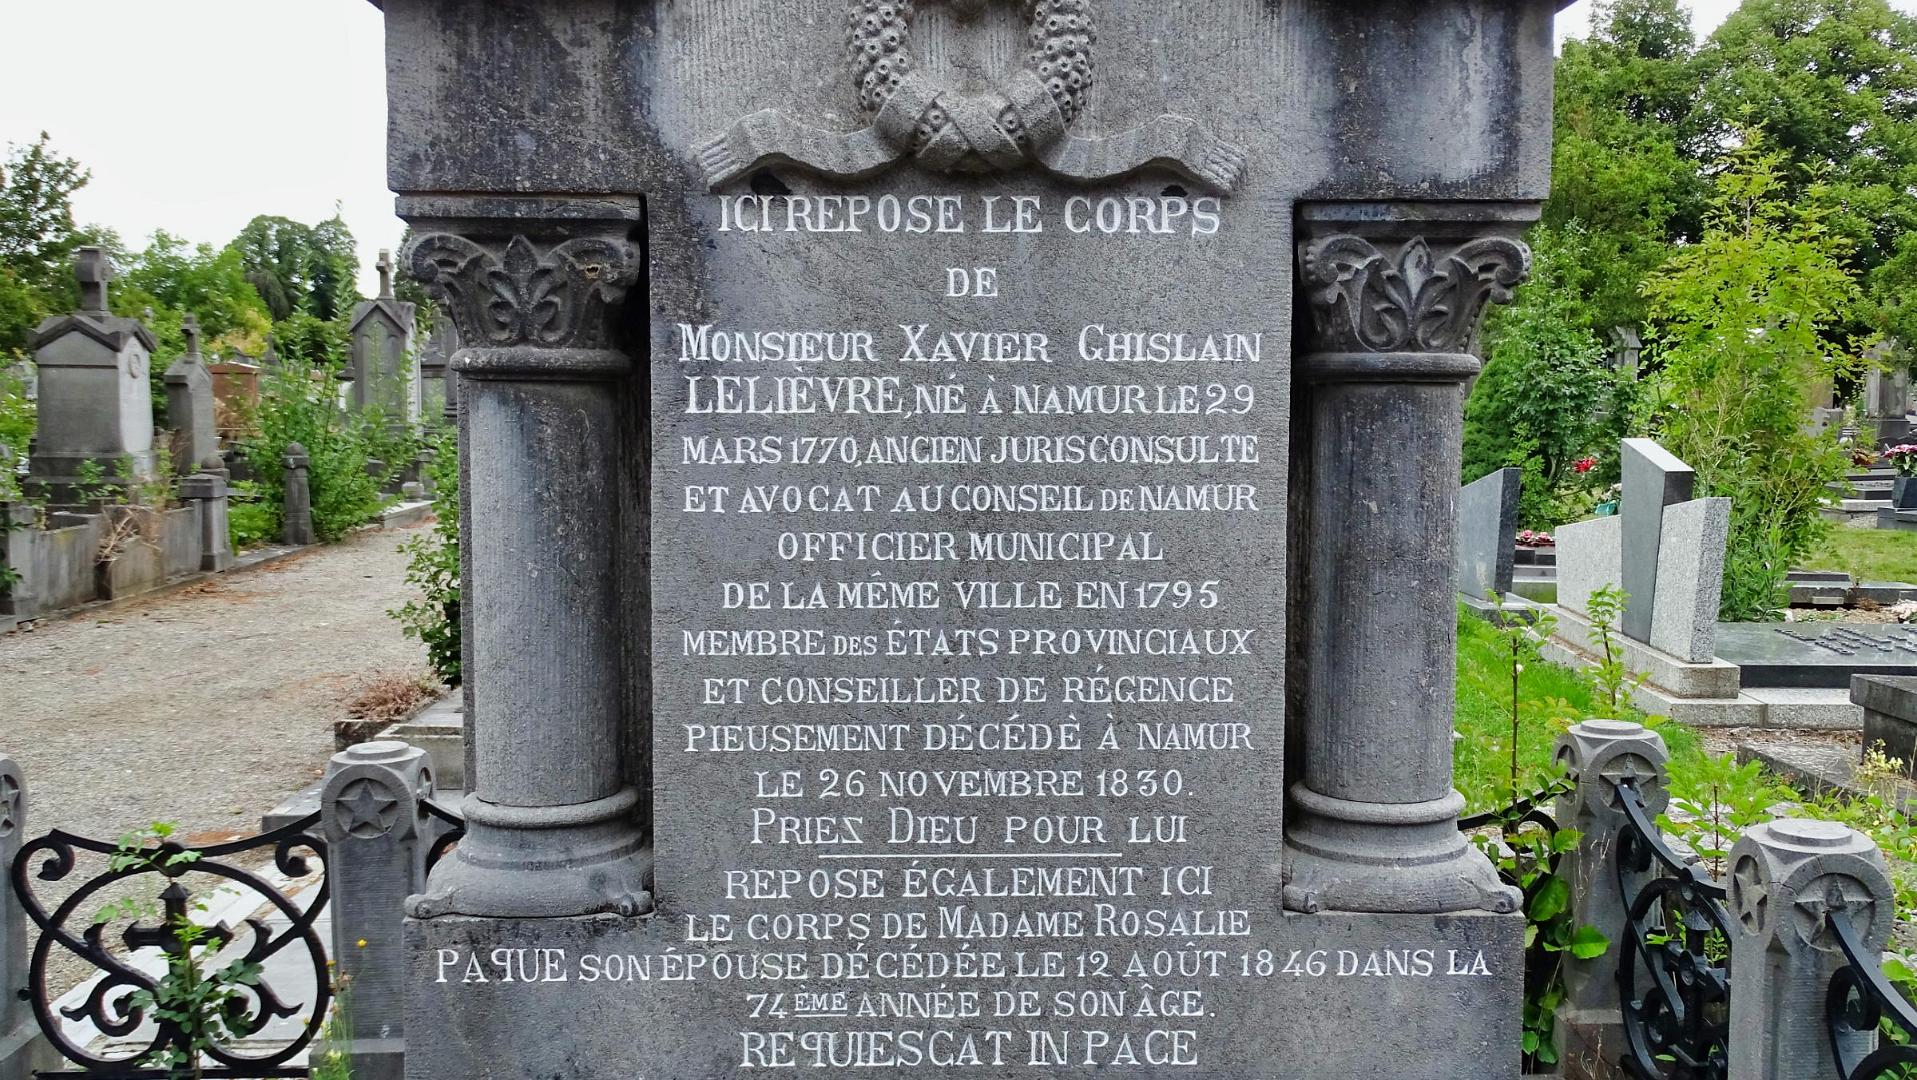 ICI REPOSE LE CORPS
DE
MONSIEUR XAVIER GHISLAIN
LELIÈVRE, NÉ À NAMUR LE 29
MARS 1770, ANCIEN JURISCONSULTE
ET AVOCAT AU CONSEIL DE NAMUR
OFFICIER MUNICIPAL
DE LA MÊME VILLE EN 1795
MEMBRE DES ÉTATS PROVINCIAUX
ET CONSEILLER DE RÉGENCE
PIEUSEMENT DÉCÉDÈ À NAMUR
LE 26 NOVEMBRE 1830.
PRIEZ DIEU POUR LUI
REPOSE ÉGALEMENT ICI
LE CORPS DE MADAME ROSALIE
PAQUE SON ÉPOUSE DÉCÉDÉE LE 12 AOÛT 1846 DANS LA
74ÈME ANNÉE DE SON ÂGE.
REQUIESCAT IN PACE